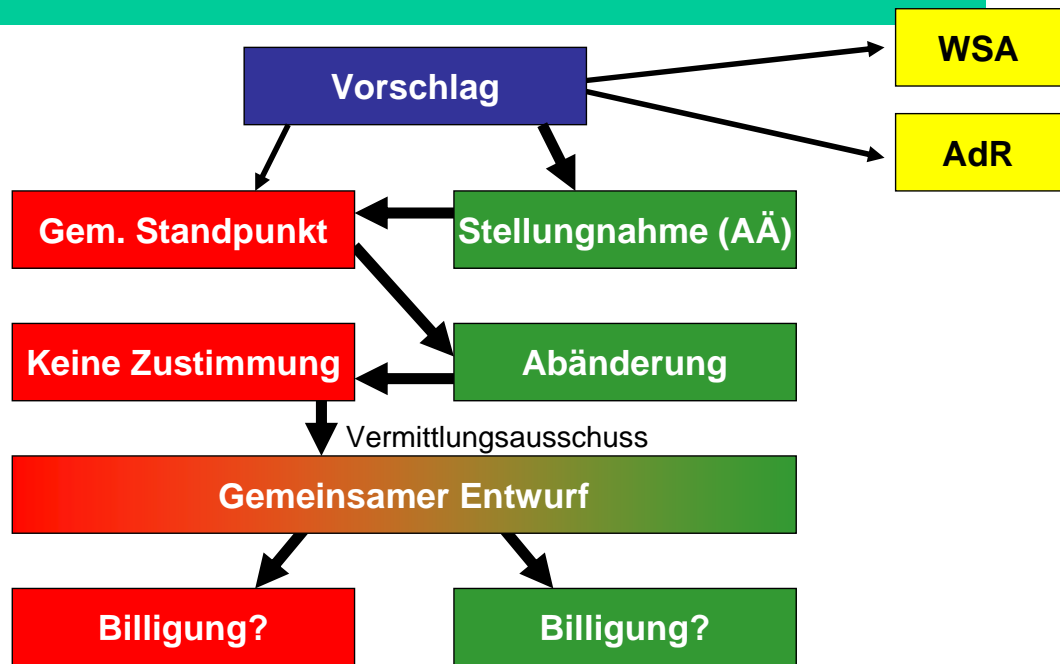 WSA
Vorschlag
AdR
Gem. Standpunkt
Stellungnahme (AÄ)
Keine Zustimmung
Abänderung
Vermittlungsausschuss
Gemeinsamer Entwurf
Billigung?
Billigung?